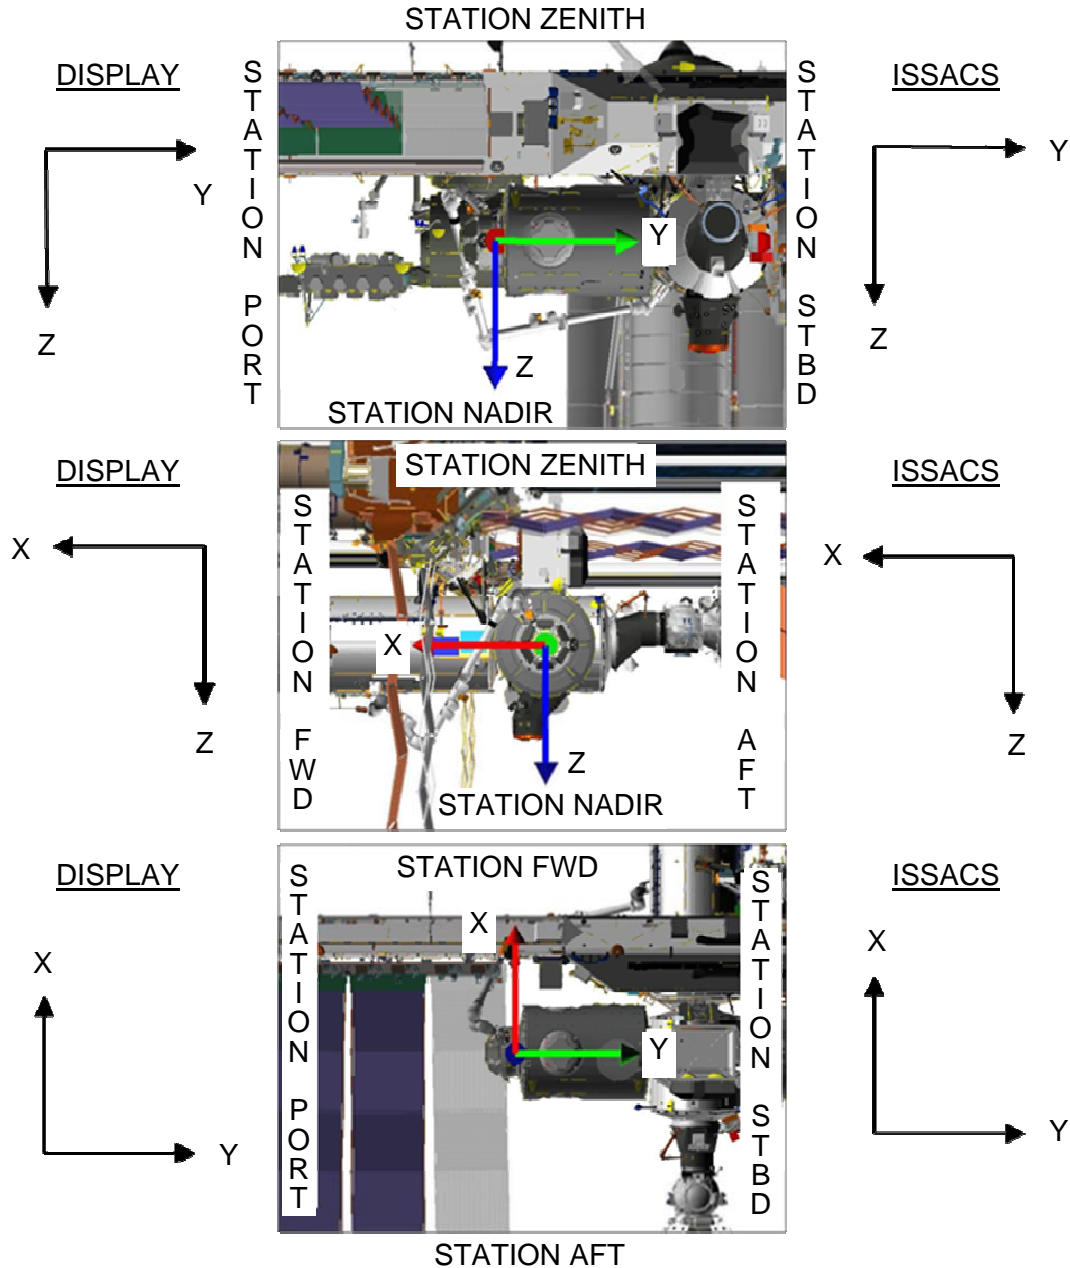 STATION ZENITH
DISPLAY
STATION PORT
STATION STBD
ISSACS
Y
Z
Y
Z
Y
Z
STATION NADIR
DISPLAY
STATION ZENITH
ISSACS
STATION FWD
STATION AFT
X
Z
X
Z
X
Z
STATION NADIR
DISPLAY
STATION FWD
ISSACS
STATION PORT
STATION STBD
X
Y
X
Y
X
Y
STATION AFT